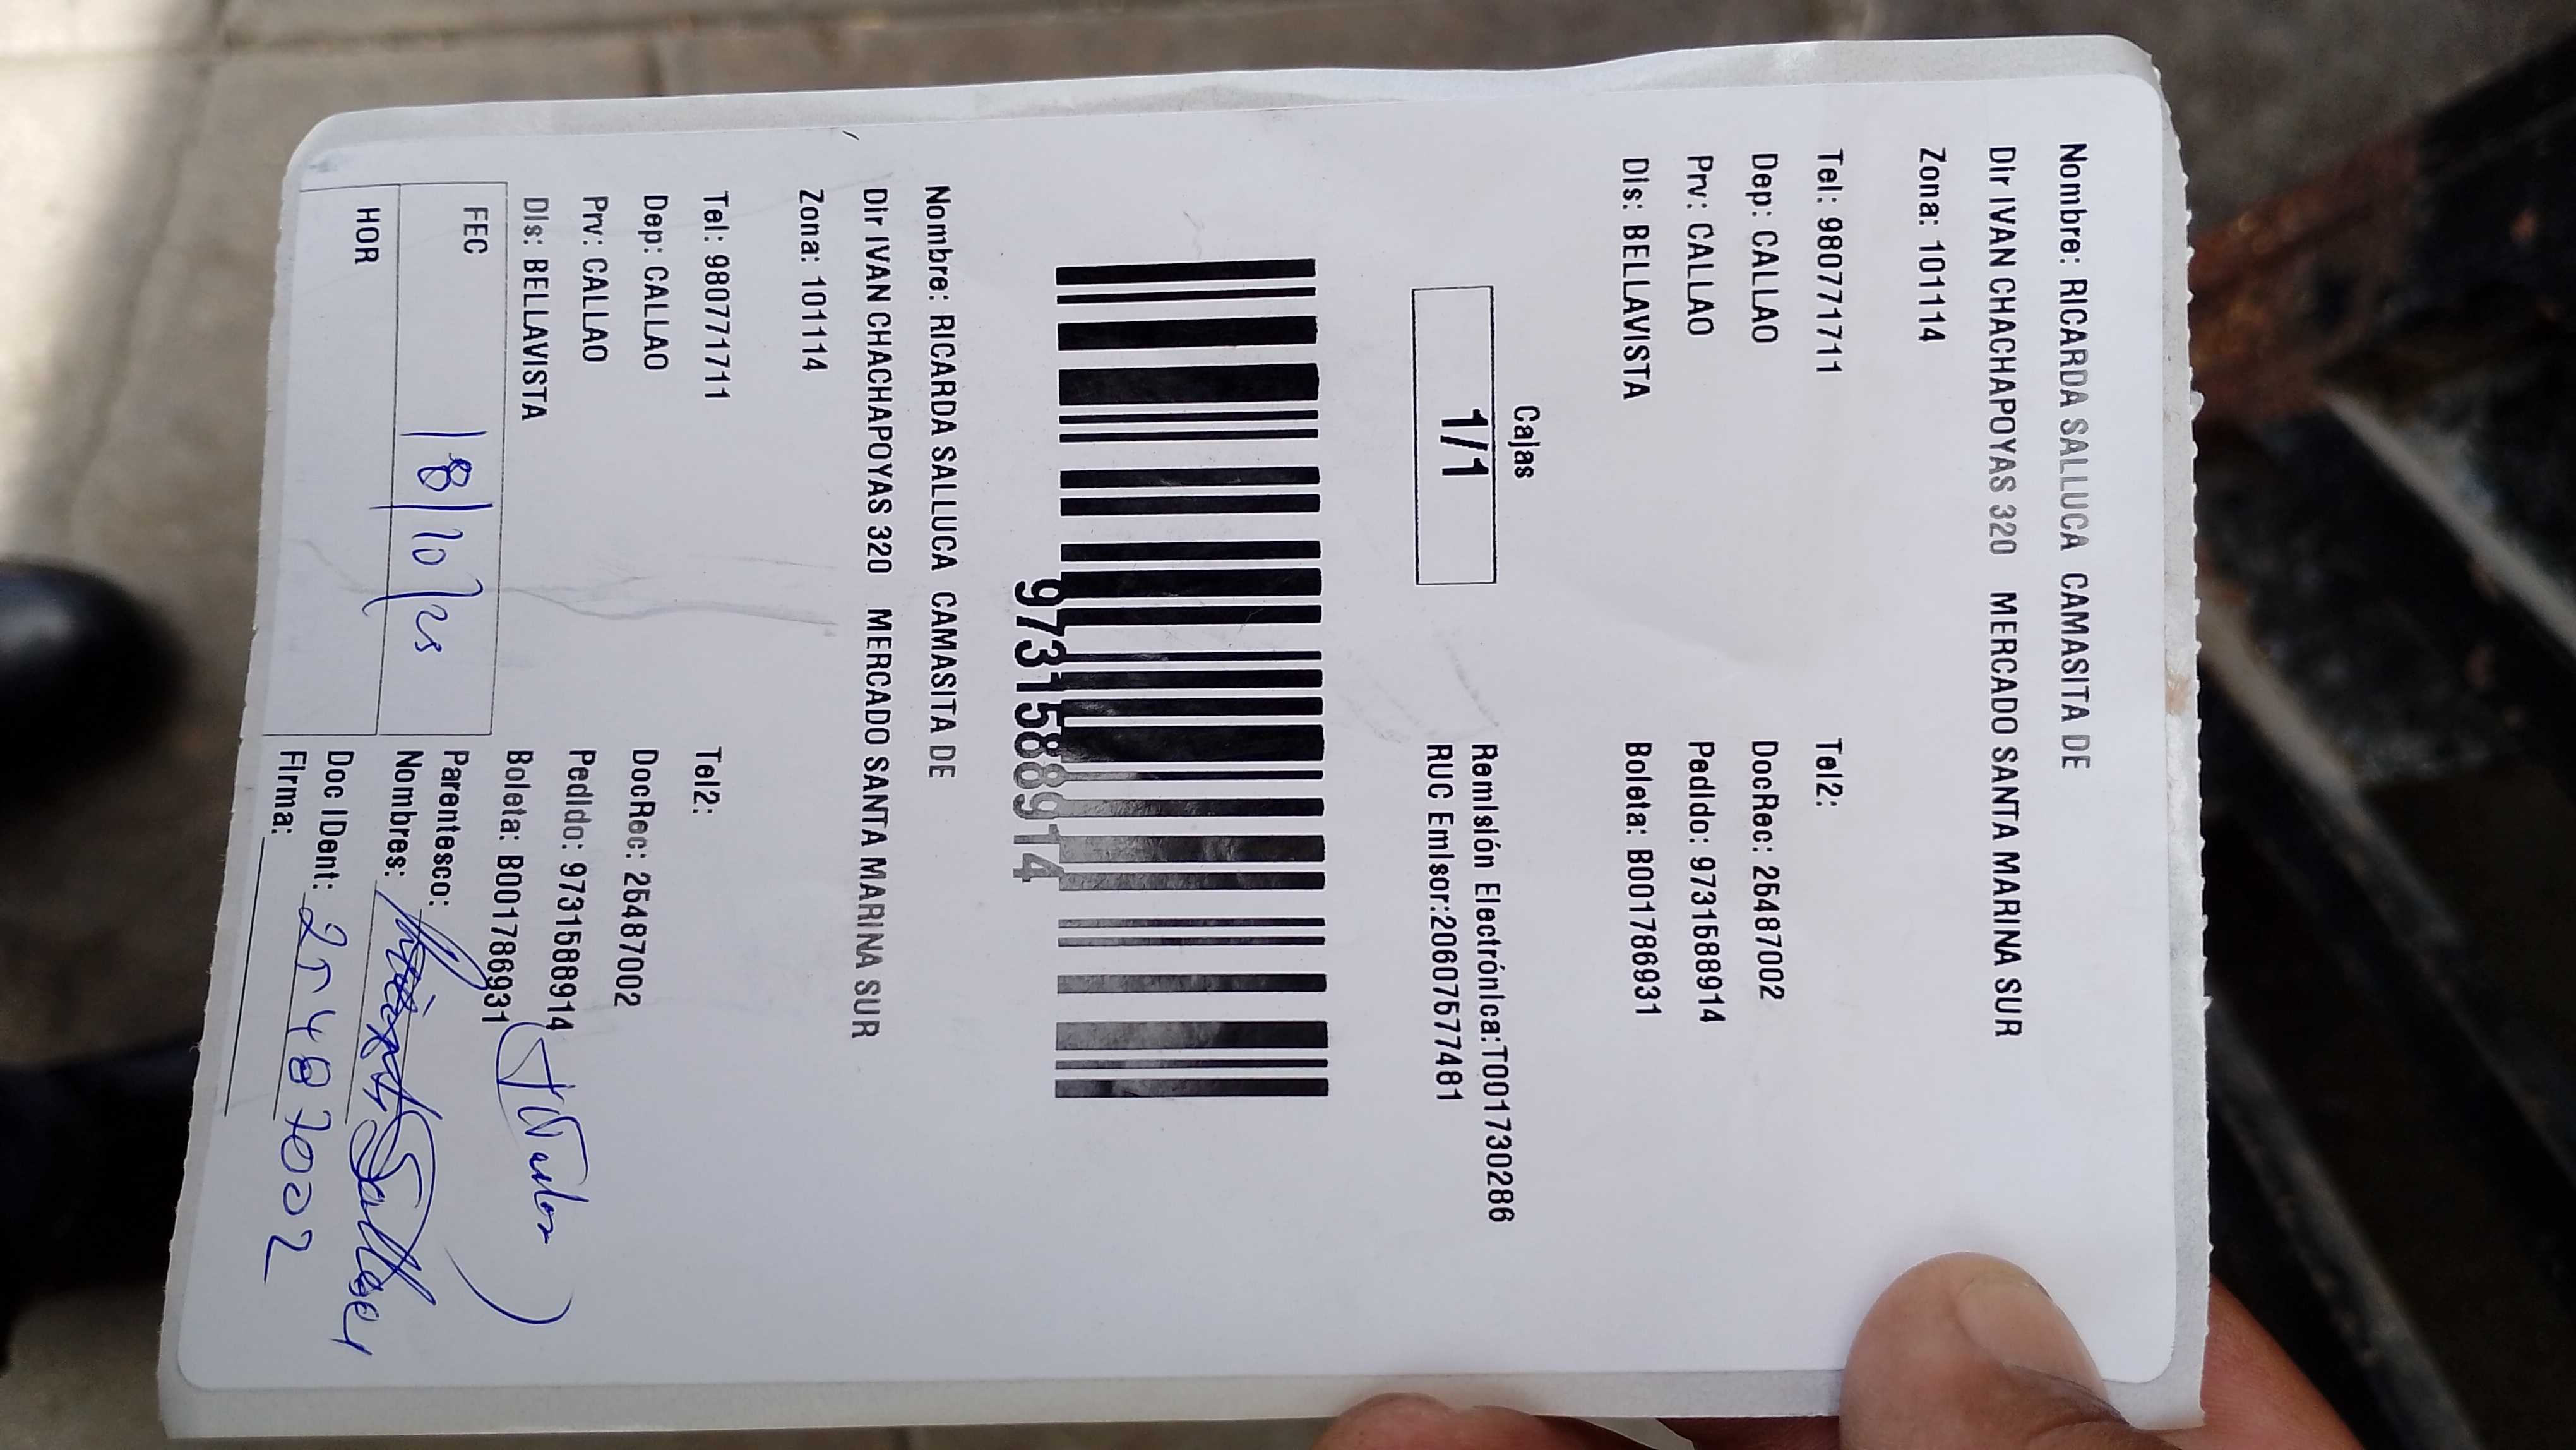 Nombre: RICARDA SALLUCA CAMASITA DE
Dir IVAN CHACHAPOYAS 320 MERCADO SANTA MARINA SUR
Zona: 101114
Tel: 980771711 Tel2:
Dep: CALLAO DocRec: 25487002
Prv: CALLAO Pedido: 9731588914
Dis: BELLAVISTA Boleta: B001786931
Cajas
1/1
Remisión Electrónica:T001730286
RUC Emisor:20607577481
9731588914
Nombre: RICARDA SALLUCA CAMASITA DE
Dir IVAN CHACHAPOYAS 320 MERCADO SANTA MARINA SUR
Zona: 101114
Tel: 980771711 Tel2:
Dep: CALLAO DocRec: 25487002
Prv: CALLAO Pedido: 9731588914
Dis: BELLAVISTA Boleta: B001786931
FEC 18/10/25 Parentesco:
Nombres:
HOR Doc IDent: 25487002
Firma: